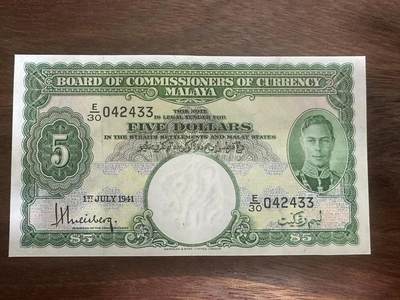 BOARD OF COMMISSIONERS OF CURRENCY
MALAYA
E/30 042433
THIS NOTE
IS LEGAL TENDER FOR
FIVE DOLLARS
IN THE STRAITS SETTLEMENTS AND MALAY STATES
5
1ST JULY 1941
E/30 042433
$5
$5